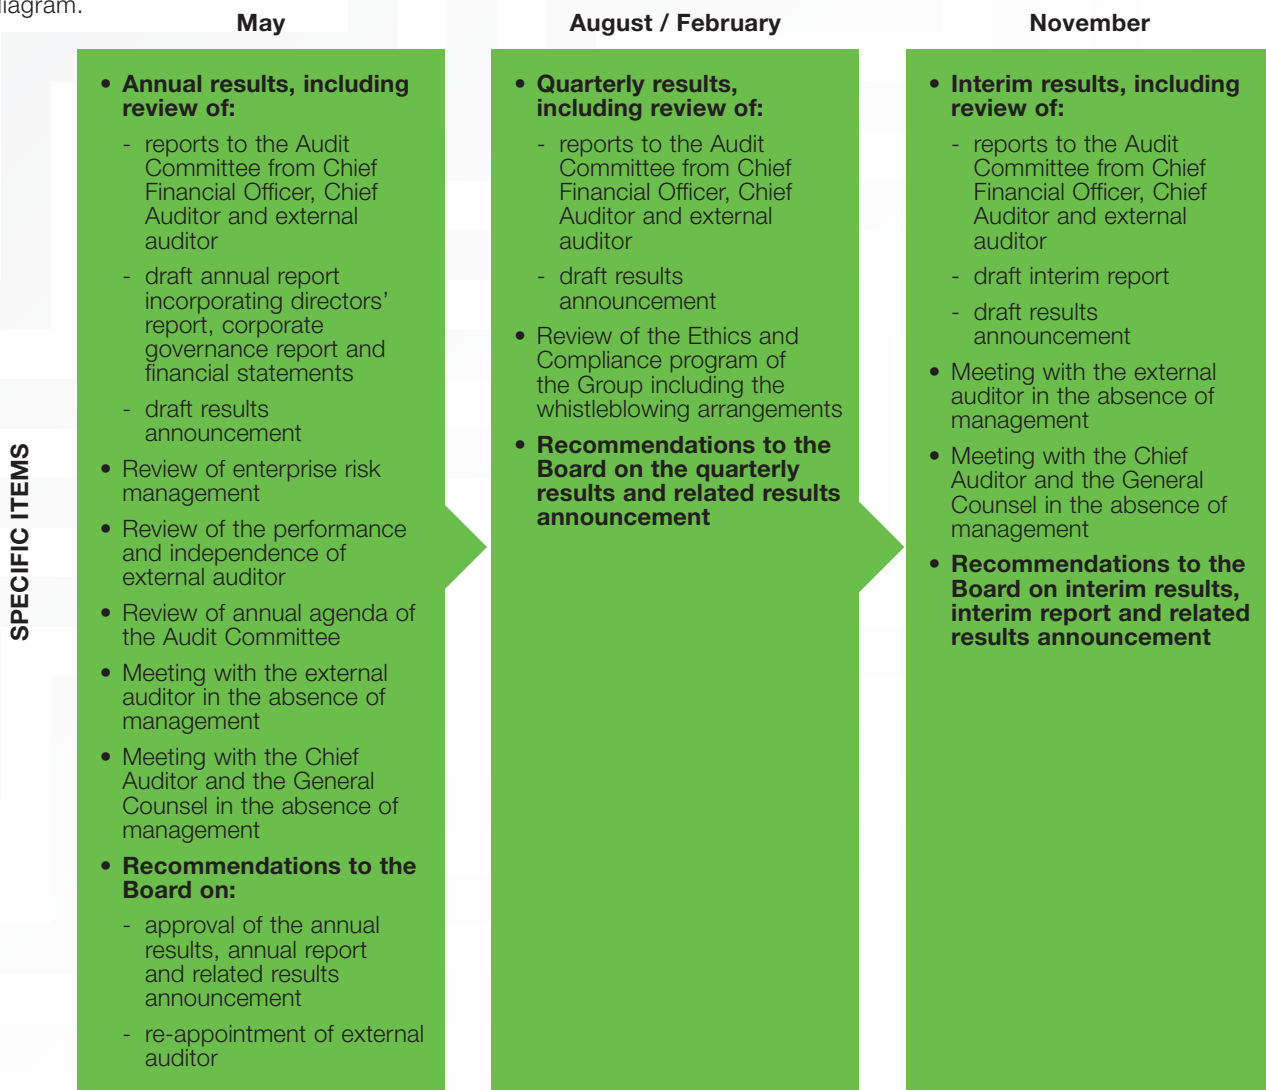 diagram.
May
August / February
November
SPECIFIC ITEMS
• Annual results, including
review of:
- reports to the Audit
Committee from Chief
Financial Officer, Chief
Auditor and external
auditor
- draft annual report
incorporating directors’
report, corporate
governance report and
financial statements
- draft results
announcement
• Review of enterprise risk
management
• Review of the performance
and independence of
external auditor
• Review of annual agenda of
the Audit Committee
• Meeting with the external
auditor in the absence of
management
• Meeting with the Chief
Auditor and the General
Counsel in the absence of
management
• Recommendations to the
Board on:
- approval of the annual
results, annual report
and related results
announcement
- re-appointment of external
auditor
• Quarterly results,
including review of:
- reports to the Audit
Committee from Chief
Financial Officer, Chief
Auditor and external
auditor
- draft results
announcement
• Review of the Ethics and
Compliance program of
the Group including the
whistleblowing arrangements
• Recommendations to the
Board on the quarterly
results and related results
announcement
• Interim results, including
review of:
- reports to the Audit
Committee from Chief
Financial Officer, Chief
Auditor and external
auditor
- draft interim report
- draft results
announcement
• Meeting with the external
auditor in the absence of
management
• Meeting with the Chief
Auditor and the General
Counsel in the absence of
management
• Recommendations to the
Board on interim results,
interim report and related
results announcement